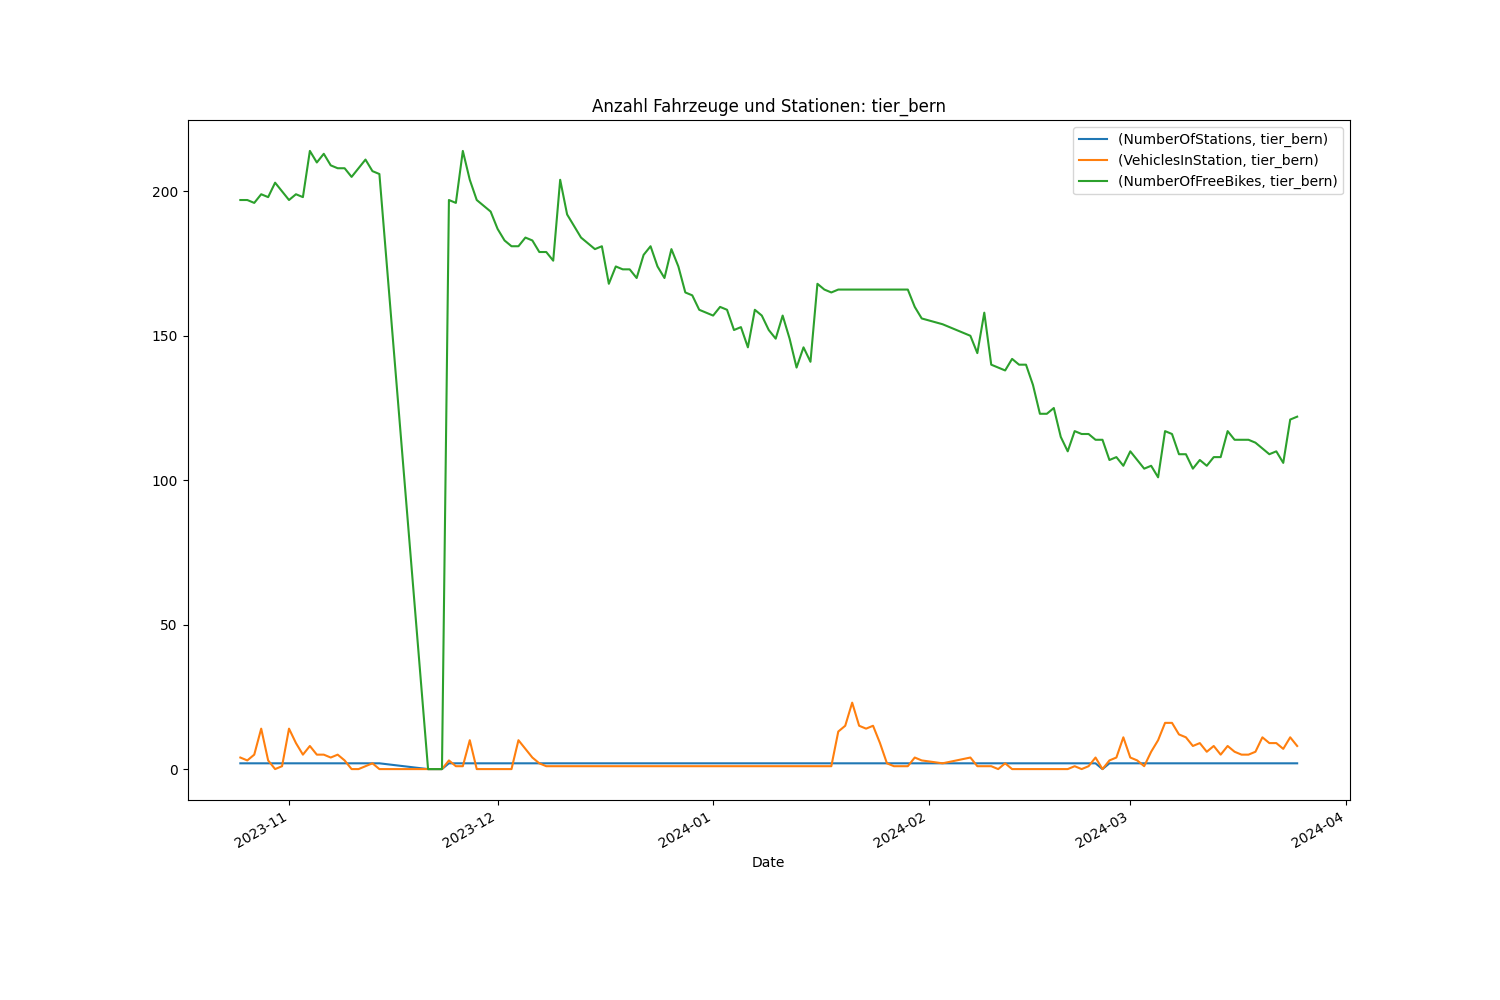 Anzahl Fahrzeuge und Stationen: tier_bern
(NumberOfStations, tier_bern)
(VehiclesInStation, tier_bern)
(NumberOfFreeBikes, tier_bern)
200
150
100
50
0
2023-11
2023-12
2024-01
2024-02
2024-03
2024-04
Date